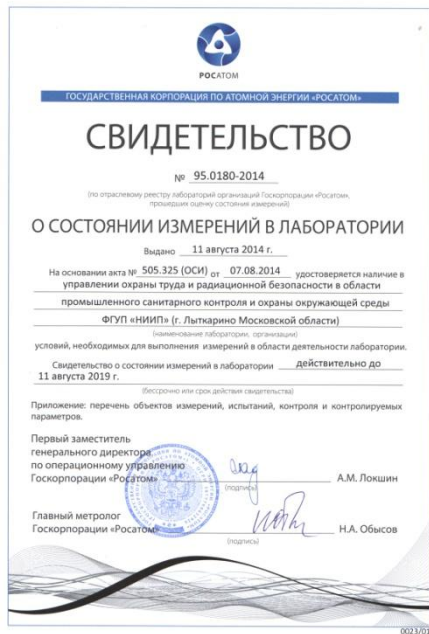 РОСАТОМ
ГОСУДАРСТВЕННАЯ КОРПОРАЦИЯ ПО АТОМНОЙ ЭНЕРГИИ «РОСАТОМ»
СВИДЕТЕЛЬСТВО
№ 95.0180-2014
(по отраслевому реестру лабораторий организаций Госкорпорации «Росатом»,
прошедших оценку состояния измерений)
О СОСТОЯНИИ ИЗМЕРЕНИЙ В ЛАБОРАТОРИИ
Выдано 11 августа 2014 г.
На основании акта № 505.325 (ОСИ) от 07.08.2014 удостоверяется наличие в
управлении охраны труда и радиационной безопасности в области
промышленного санитарного контроля и охраны окружающей среды
ФГУП «НИИП» (г. Лыткарино Московской области)
(наименование лаборатории, организации)
условий, необходимых для выполнения измерений в области деятельности лаборатории.
Свидетельство о состоянии измерений в лаборатории действительно до
11 августа 2019 г.
(бессрочно или срок действия свидетельства)
Приложение: перечень объектов измерений, испытаний, контроля и контролируемых
параметров.
Первый заместитель
генерального директора
по операционному управлению
Госкорпорации «Росатом»
(подпись)
А.М. Локшин
Главный метролог
Госкорпорации «Росатом»
(подпись)
Н.А. Обысов